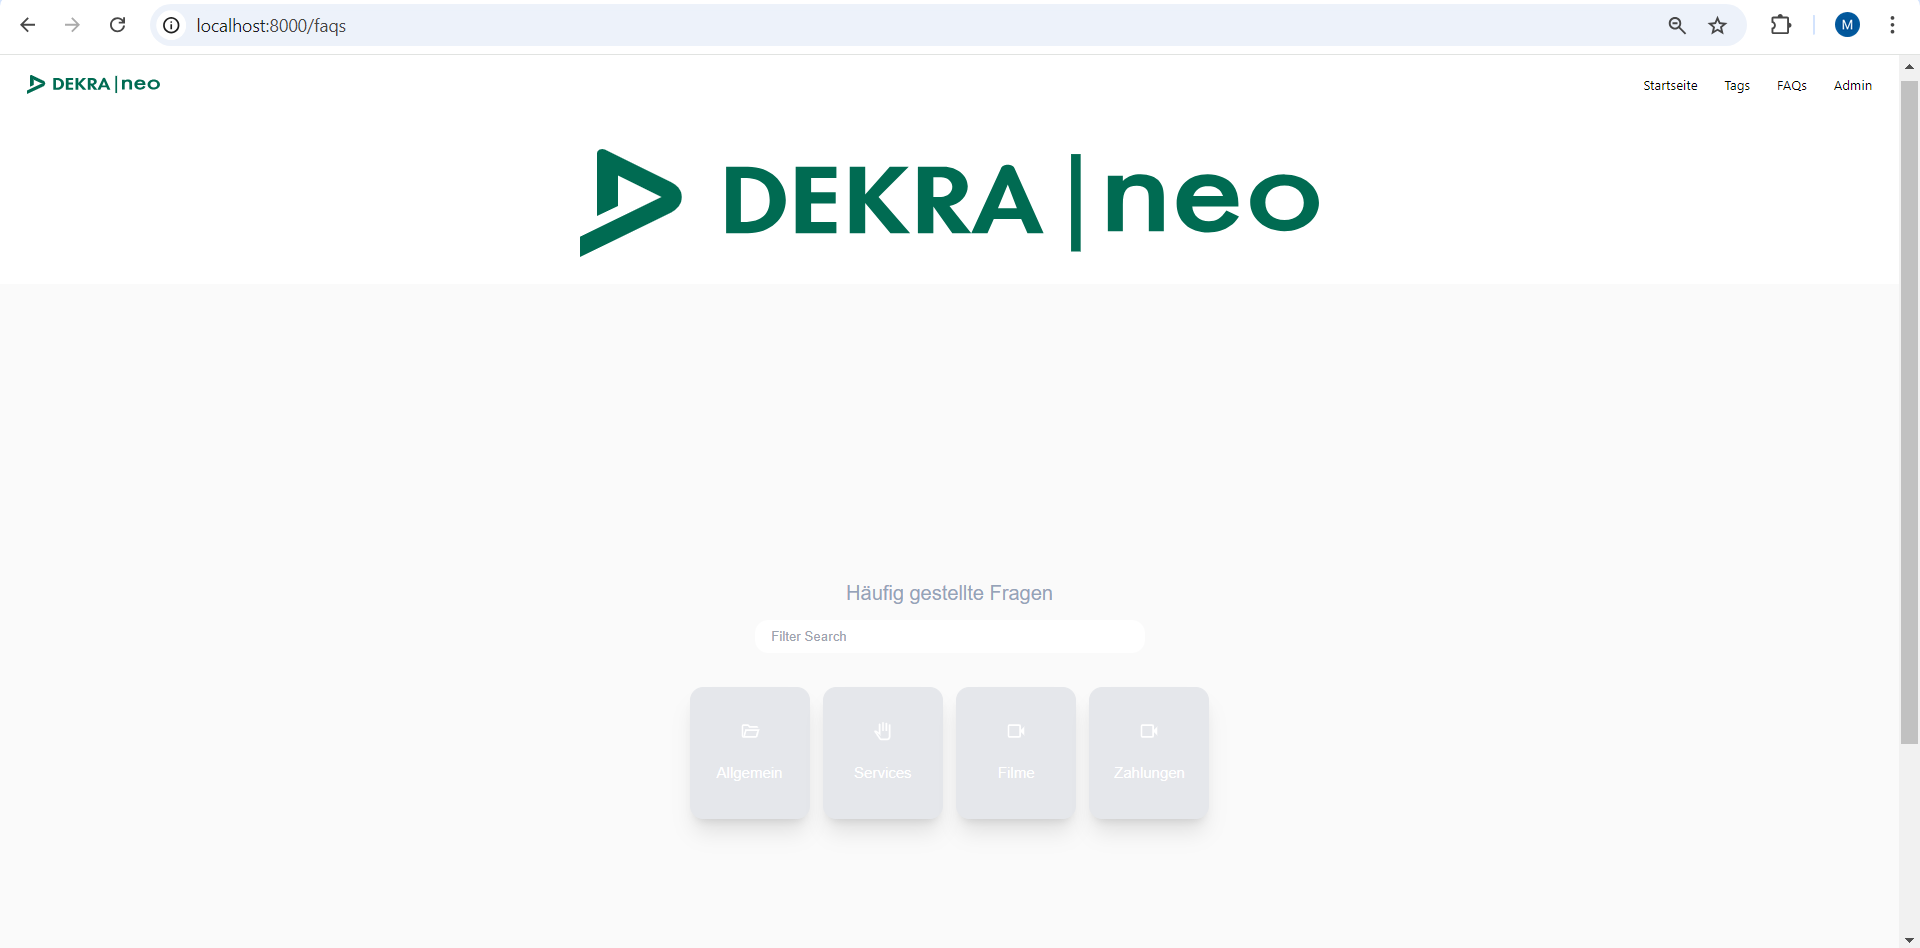 localhost:8000/faqs
M
DEKRA|neo
Startseite Tags FAQs Admin
DEKRA|neo
Häufig gestellte Fragen
Filter Search
Allgemein Services Filme Zahlungen